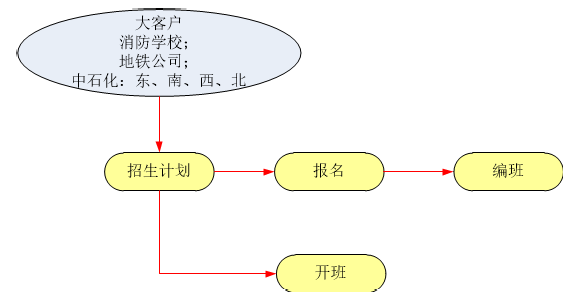 大客户
消防学校；
地铁公司；
中石化：东、南、西、北
招生计划
报名
编班
开班